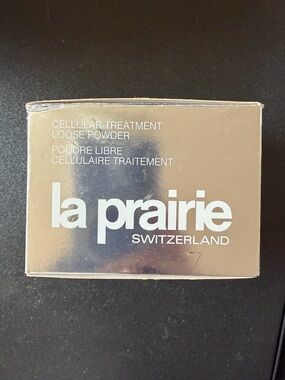 CELLULAR TREATMENT
LOOSE POWDER
POUDRE LIBRE
CELLULAIRE TRAITEMENT
la prairie
SWITZERLAND